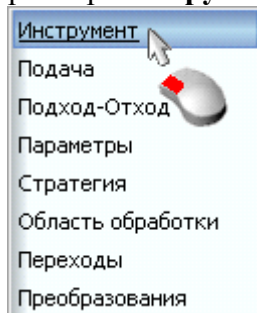 Инструмент
Подача
Подход-Отход
Параметры
Стратегия
Область обработки
Переходы
Преобразования